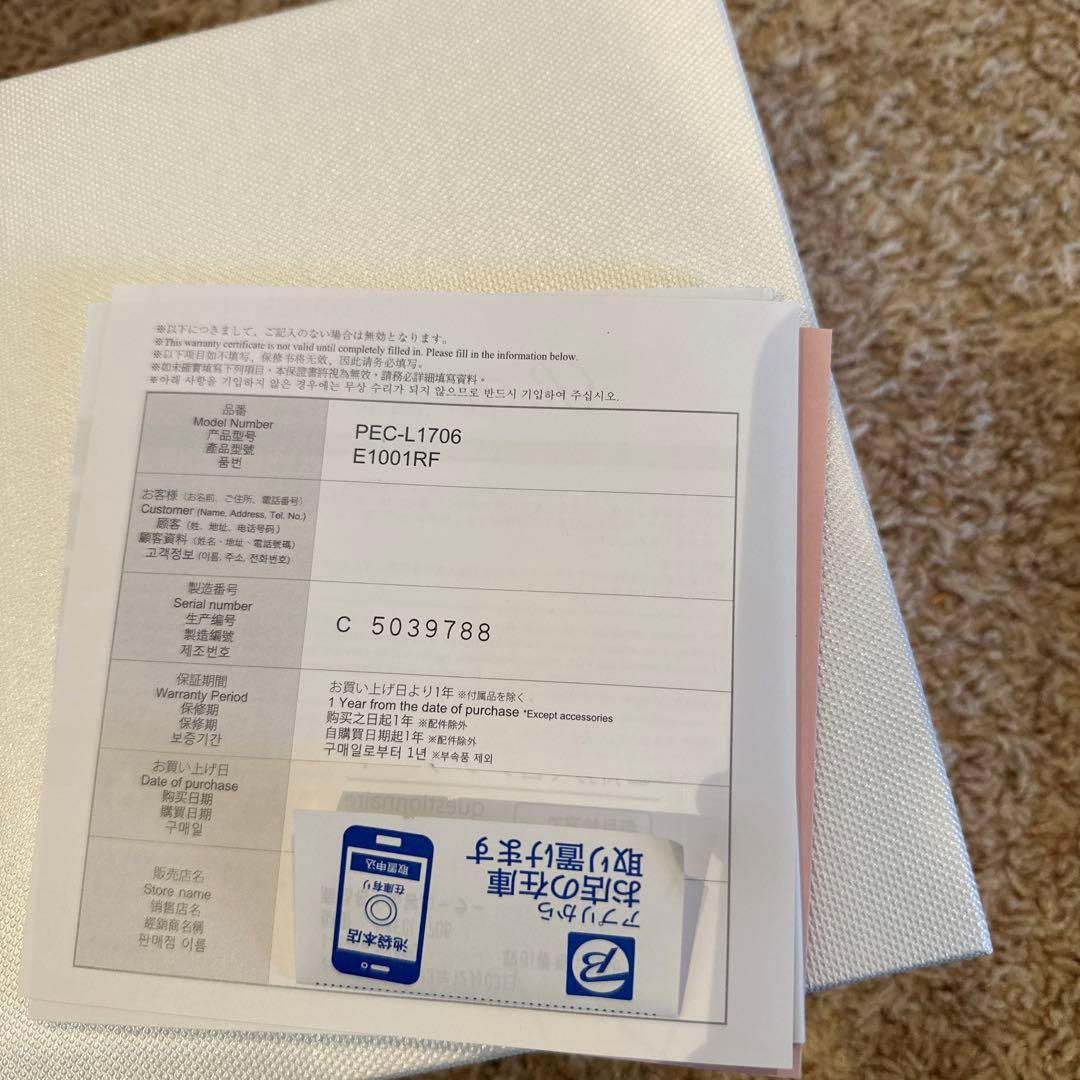 ※以下につきまして、ご記入のない場合は無効となります。
※This warranty certificate is not valid until completely filled in. Please fill in the information below.
※以下项目如不填写，保修书将无效，因此请务必填写。
※如未確實填寫下列項目，本保證書將視為無效，請務必詳細填寫資料。
※아래 사항을 기입하지 않은 경우에는 무상 수리가 되지 않으므로 반드시 기입하여 주십시오.
品番
Model Number
产品型号
產品型號
품번
PEC-L1706
E1001RF
お客様（お名前、ご住所、電話番号）
Customer (Name, Address, Tel. No.)
顾客（姓、地址、电话号码）
顧客資料（姓名、地址、電話號碼）
고객정보 (이름, 주소, 전화번호)
製造番号
Serial number
生产编号
製造編號
제조번호
C 5039788
保証期間
Warranty Period
保修期
保修期
보증기간
お買い上げ日より1年 ※付属品を除く
1 Year from the date of purchase *Except accessories
购买之日起1年 ※配件除外
自購買日期起1年 ※配件除外
구매일로부터 1년 ※부속품 제외
お買い上げ日
Date of purchase
购买日期
購買日期
구매일
questionnaire
販売店名
Store name
销售店名
經銷商名稱
판매점 이름
アプリから
お店の在庫
取り置けます
池袋本店
在庫有り
取置申込
B